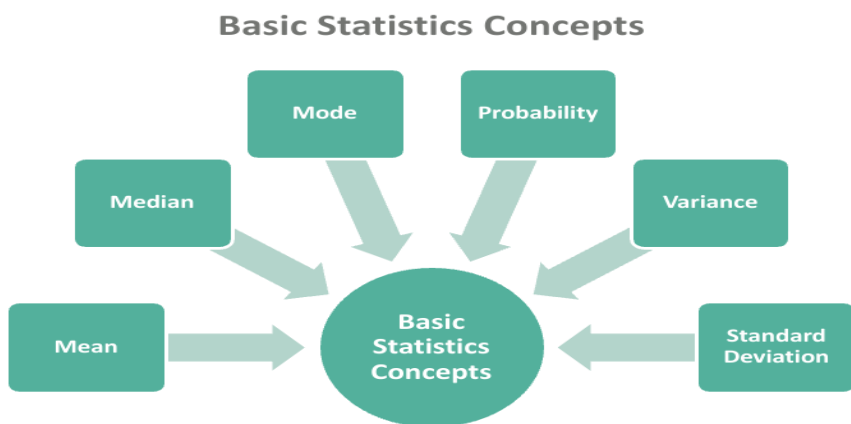 Basic Statistics Concepts
Mode
Probability
Median
Variance
Mean
Basic
Statistics
Concepts
Standard
Deviation